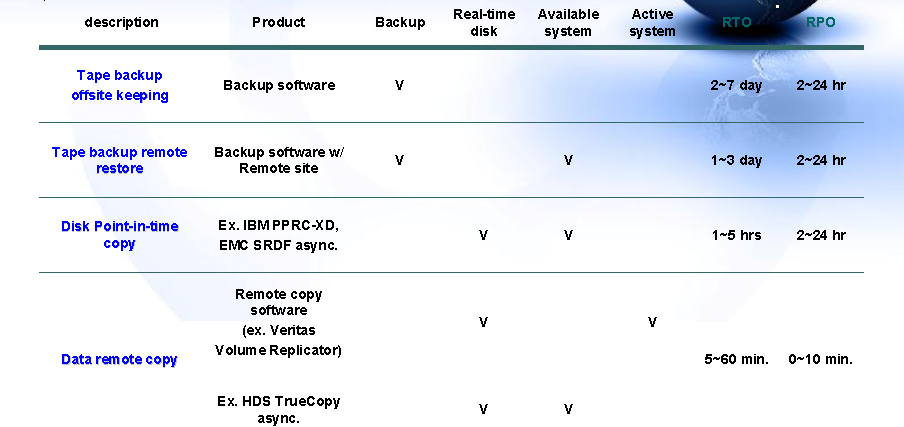 description Product Backup Real-time disk Available system Active system RTO RPO
Tape backup offsite keeping Backup software V 2~7 day 2~24 hr
Tape backup remote restore Backup software w/ Remote site V V 1~3 day 2~24 hr
Disk Point-in-time copy Ex. IBM PPRC-XD, EMC SRDF async. V V 1~5 hrs 2~24 hr
Data remote copy Remote copy software (ex. Veritas Volume Replicator) V V 5~60 min. 0~10 min.
Ex. HDS TrueCopy async. V V